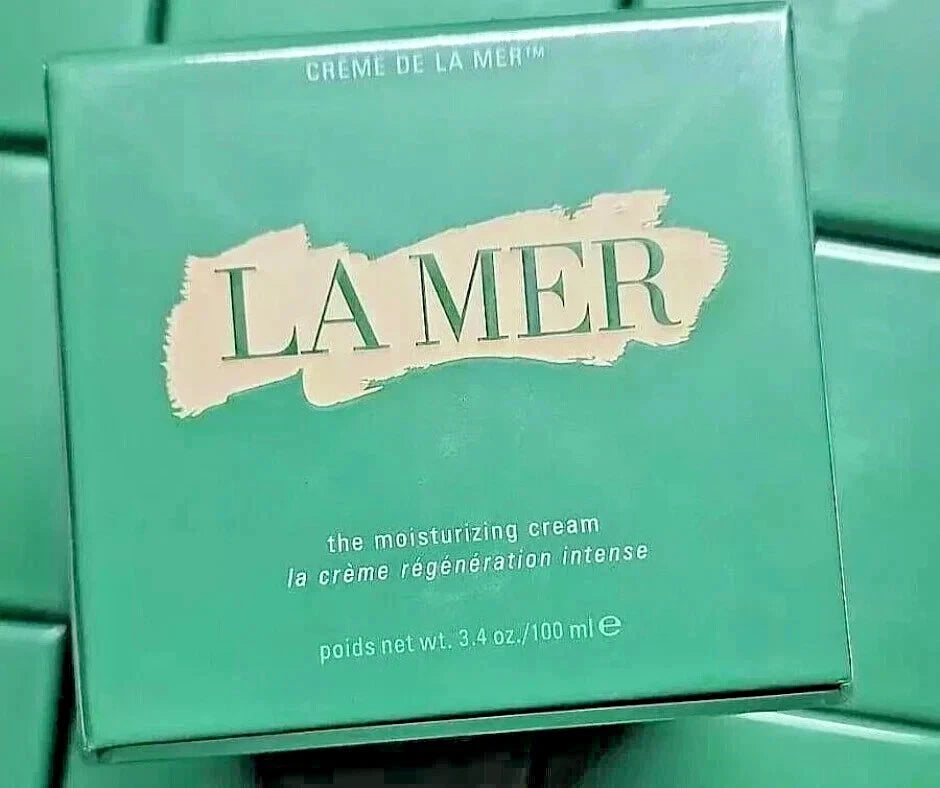 CRÈME DE LA MER™
LA MER
the moisturizing cream
la crème régénération intense
poids net wt. 3.4 oz./100 ml ℮